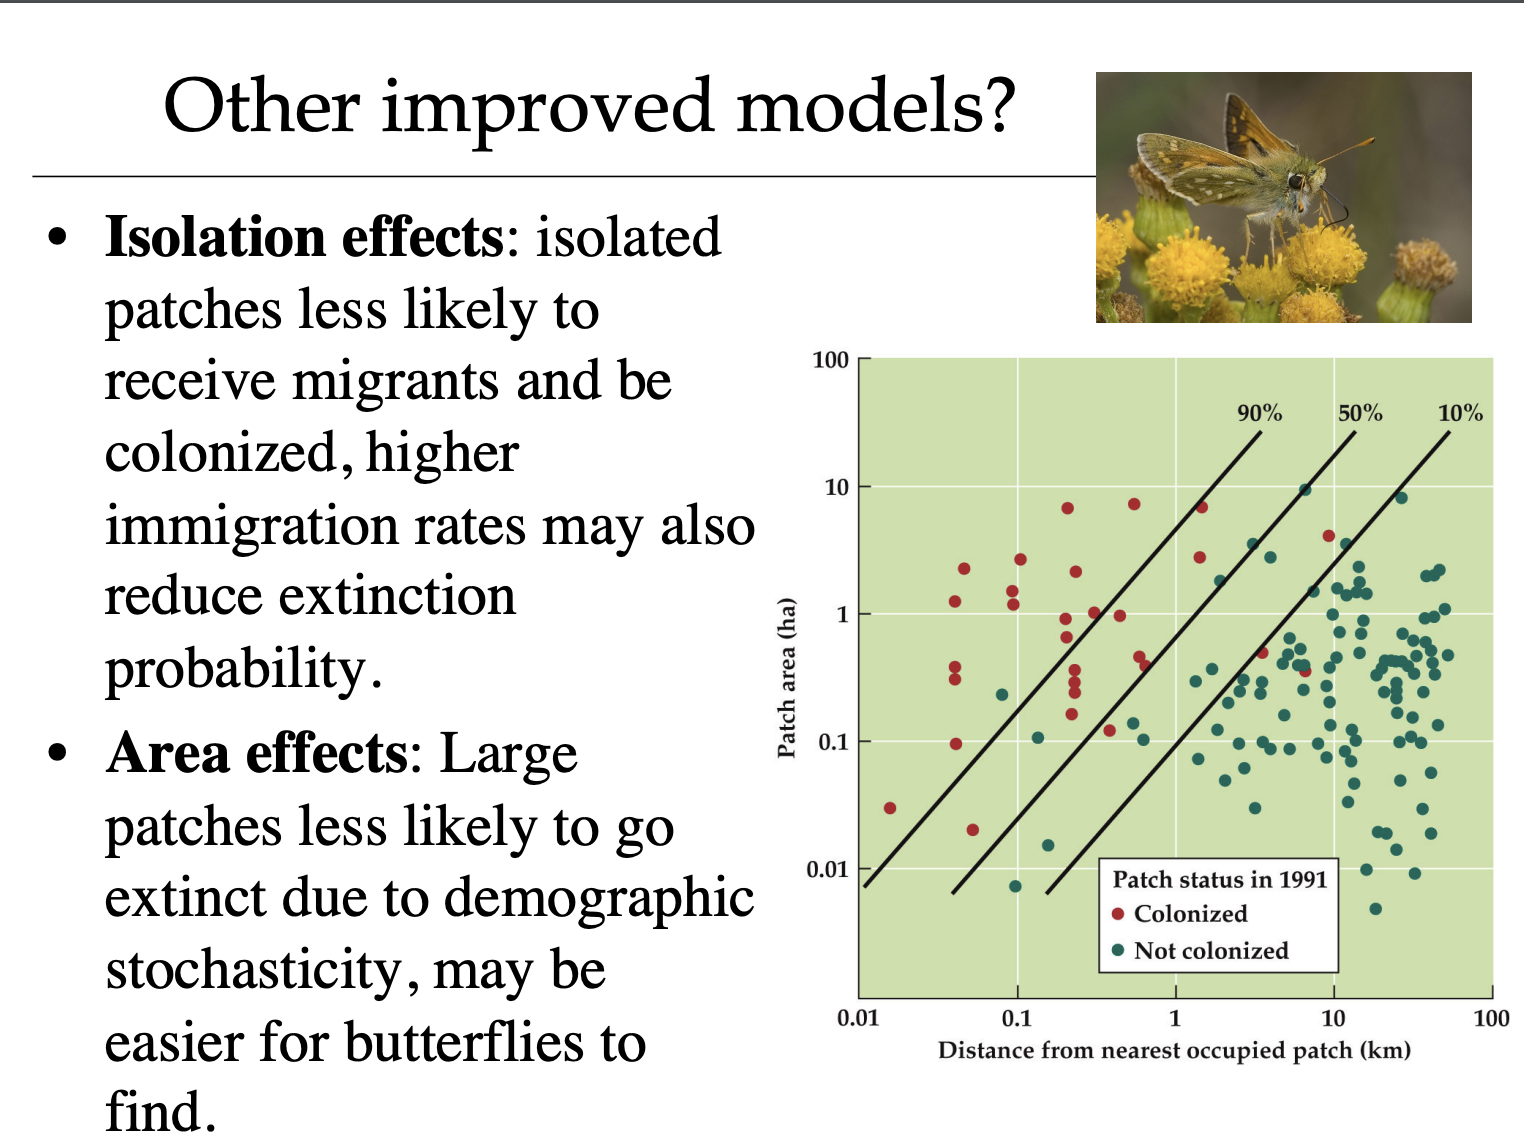 Other improved models?
• Isolation effects: isolated
patches less likely to
receive migrants and be
colonized, higher
immigration rates may also
reduce extinction
probability.
• Area effects: Large
patches less likely to go
extinct due to demographic
stochasticity, may be
easier for butterflies to
find.
100
90% 50% 10%
10
1
0.1
0.01
Patch area (ha)
Patch status in 1991
Colonized
Not colonized
0.01 0.1 1 10 100
Distance from nearest occupied patch (km)